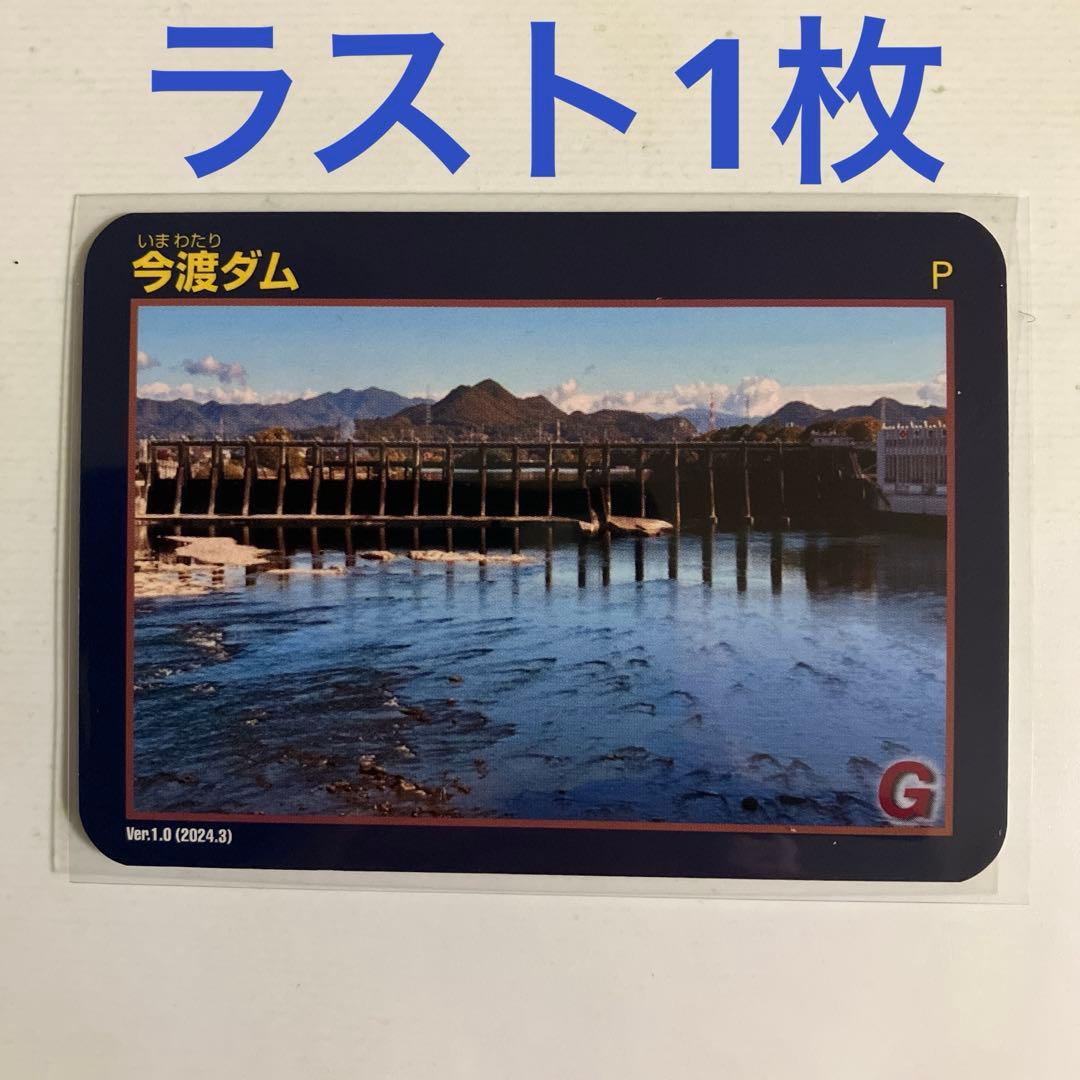 ラスト1枚
いまわたり
今渡ダム
P
G
Ver.1.0 (2024.3)